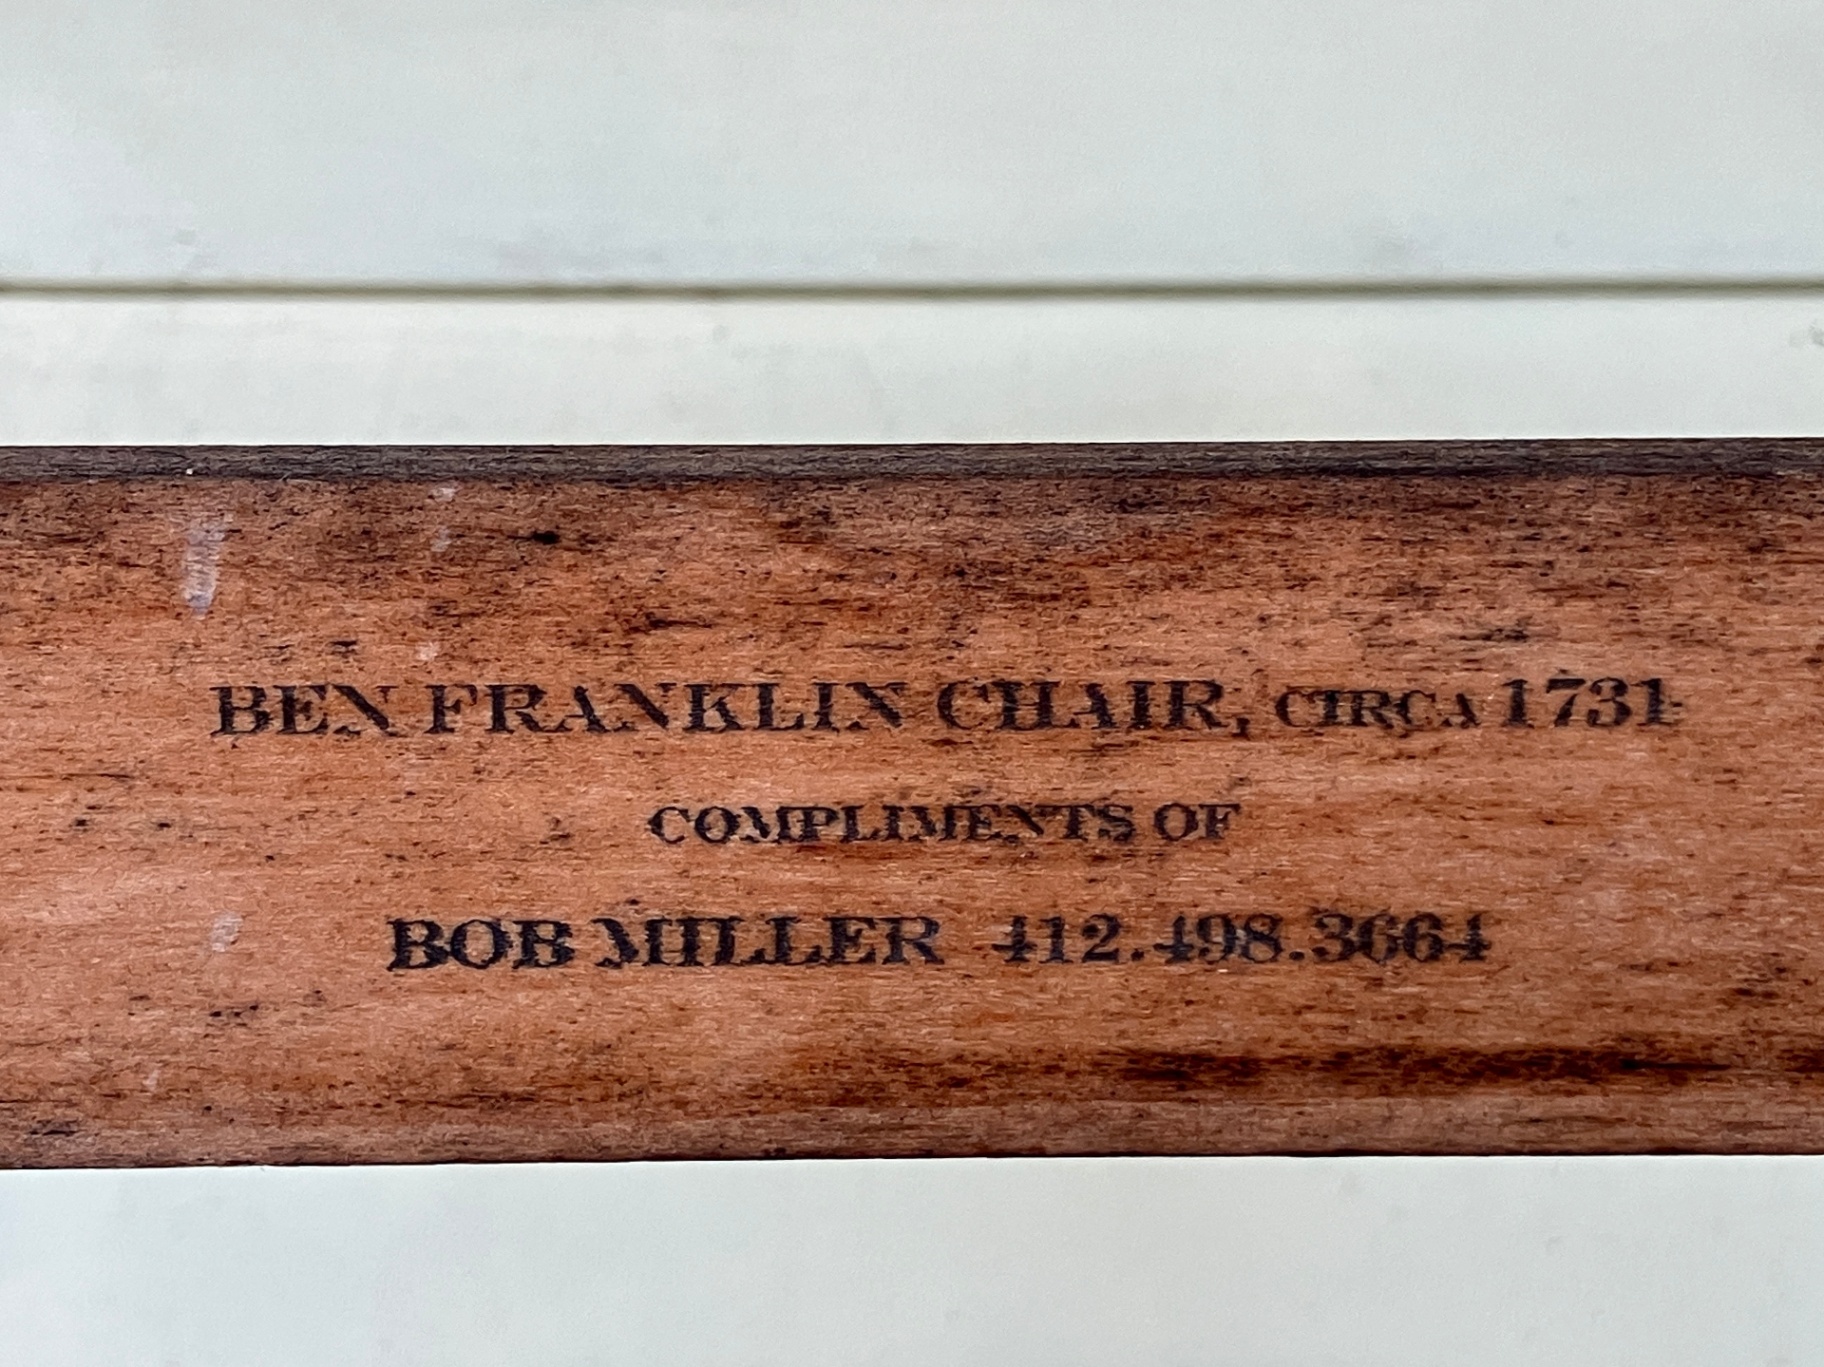 BEN FRANKLIN CHAIR, CIRCA 1731
COMPLIMENTS OF
BOB MILLER 412.498.3664